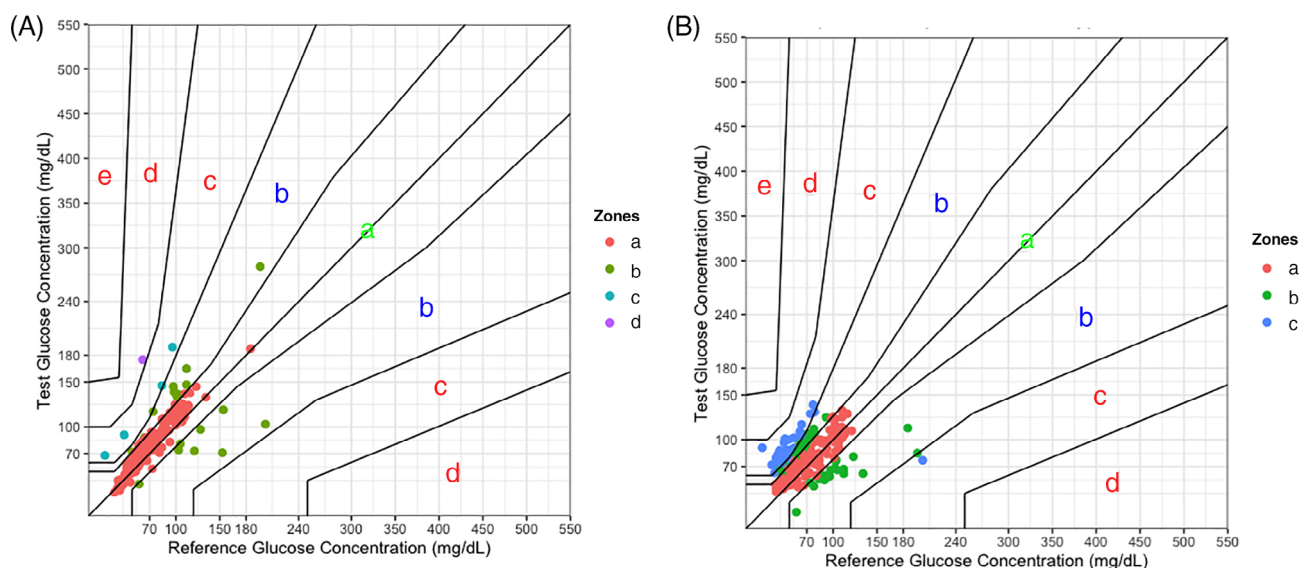 (A)
550
500
450
400
350
300
240
180
150
100
70
Test Glucose Concentration (mg/dL)
e
d
c
b
a
b
c
d
70 100 150 180 240 300 350 400 450 500 550
Reference Glucose Concentration (mg/dL)
Zones
a
b
c
d
(B)
550
500
450
400
350
300
240
180
150
100
70
Test Glucose Concentration (mg/dL)
e
d
c
b
a
b
c
d
70 100 150 180 240 300 350 400 450 500 550
Reference Glucose Concentration (mg/dL)
Zones
a
b
c